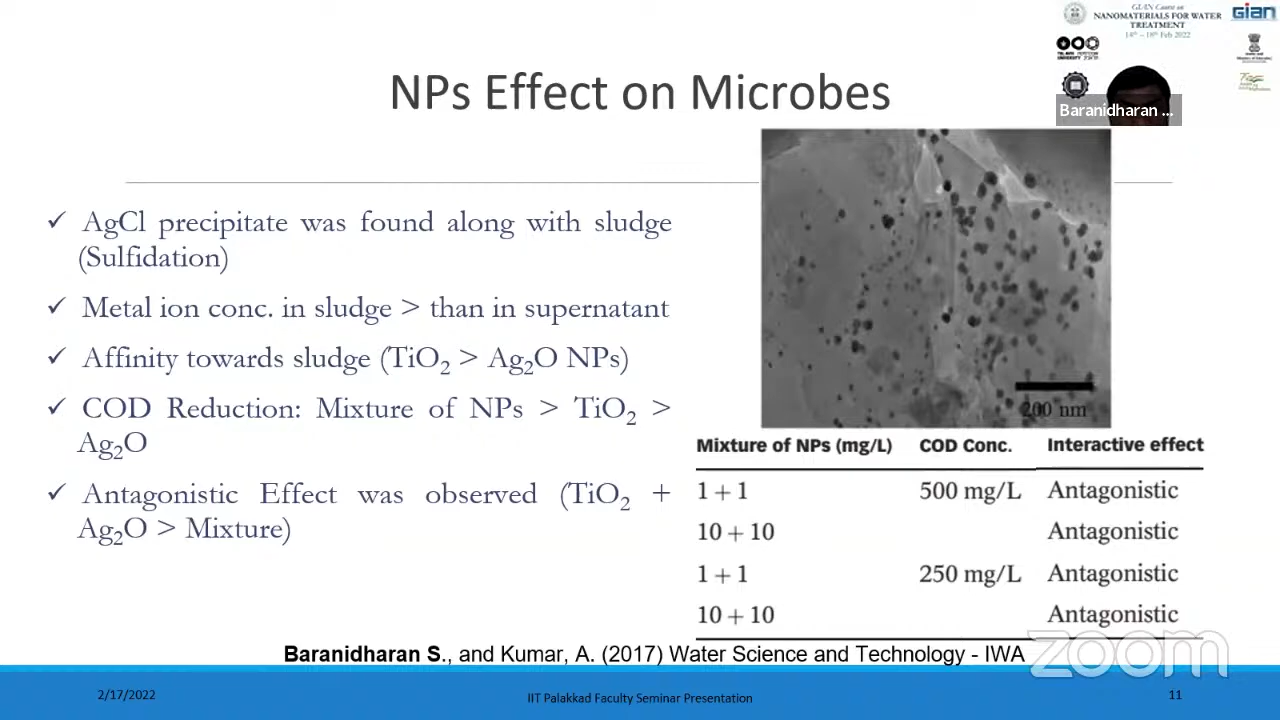 GIAN Course on
NANOMATERIALS FOR WATER
TREATMENT
14th - 18th Feb 2022
GIAN
NPs Effect on Microbes
Baranidharan ...
✓ AgCl precipitate was found along with sludge
(Sulfidation)
✓ Metal ion conc. in sludge > than in supernatant
✓ Affinity towards sludge (TiO2 > Ag2O NPs)
✓ COD Reduction: Mixture of NPs > TiO2 >
Ag2O
✓ Antagonistic Effect was observed (TiO2 +
Ag2O > Mixture)
200 nm
Mixture of NPs (mg/L) COD Conc. Interactive effect
1 + 1 500 mg/L Antagonistic
10 + 10 Antagonistic
1 + 1 250 mg/L Antagonistic
10 + 10 Antagonistic
Baranidharan S., and Kumar, A. (2017) Water Science and Technology - IWA
zoom
2/17/2022 IIT Palakkad Faculty Seminar Presentation 11